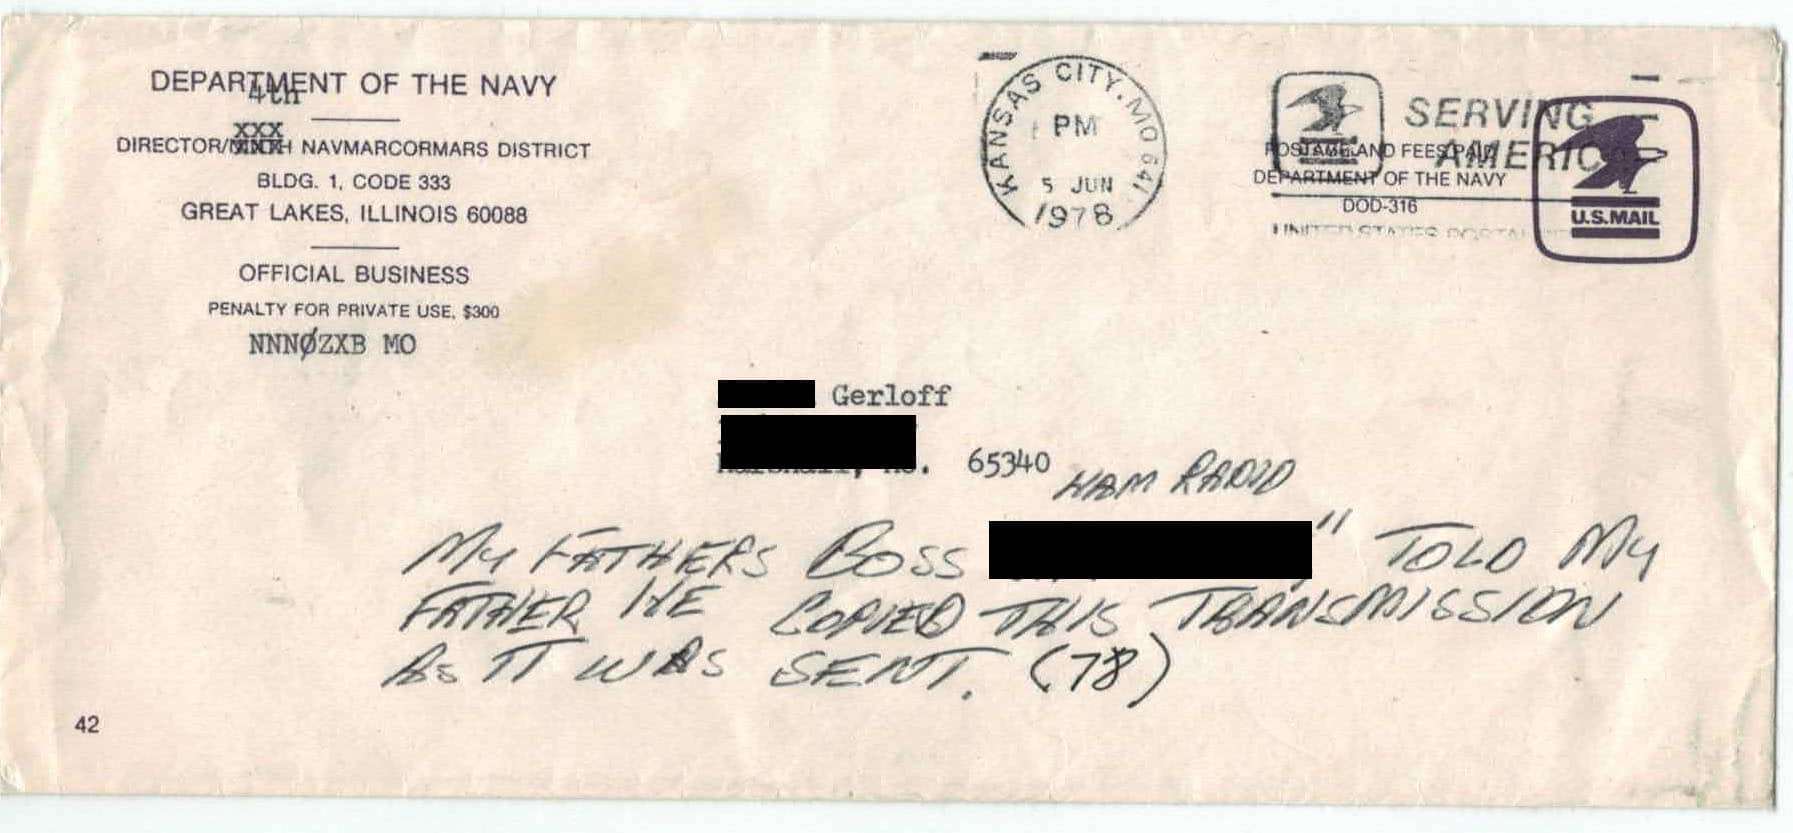 DEPARTMENT OF THE NAVY
4th
XXX
DIRECTOR/NINTH NAVMARCORMARS DISTRICT
BLDG. 1, CODE 333
GREAT LAKES, ILLINOIS 60088
OFFICIAL BUSINESS
PENALTY FOR PRIVATE USE, $300
NNNØZXB MO
KANSAS CITY, MO 641
PM
5 JUN
1978
SERVING
AMERICA
POSTAGE AND FEES PAID
DEPARTMENT OF THE NAVY
DOD-316
UNITED STATES POSTAL
U.S.MAIL
Gerloff
65340
HAM RADIO
MY FATHERS BOSS " TOLD MY
FATHER HE COPIED THIS TRANSMISSION
AS IT WAS SENT. (78)
42